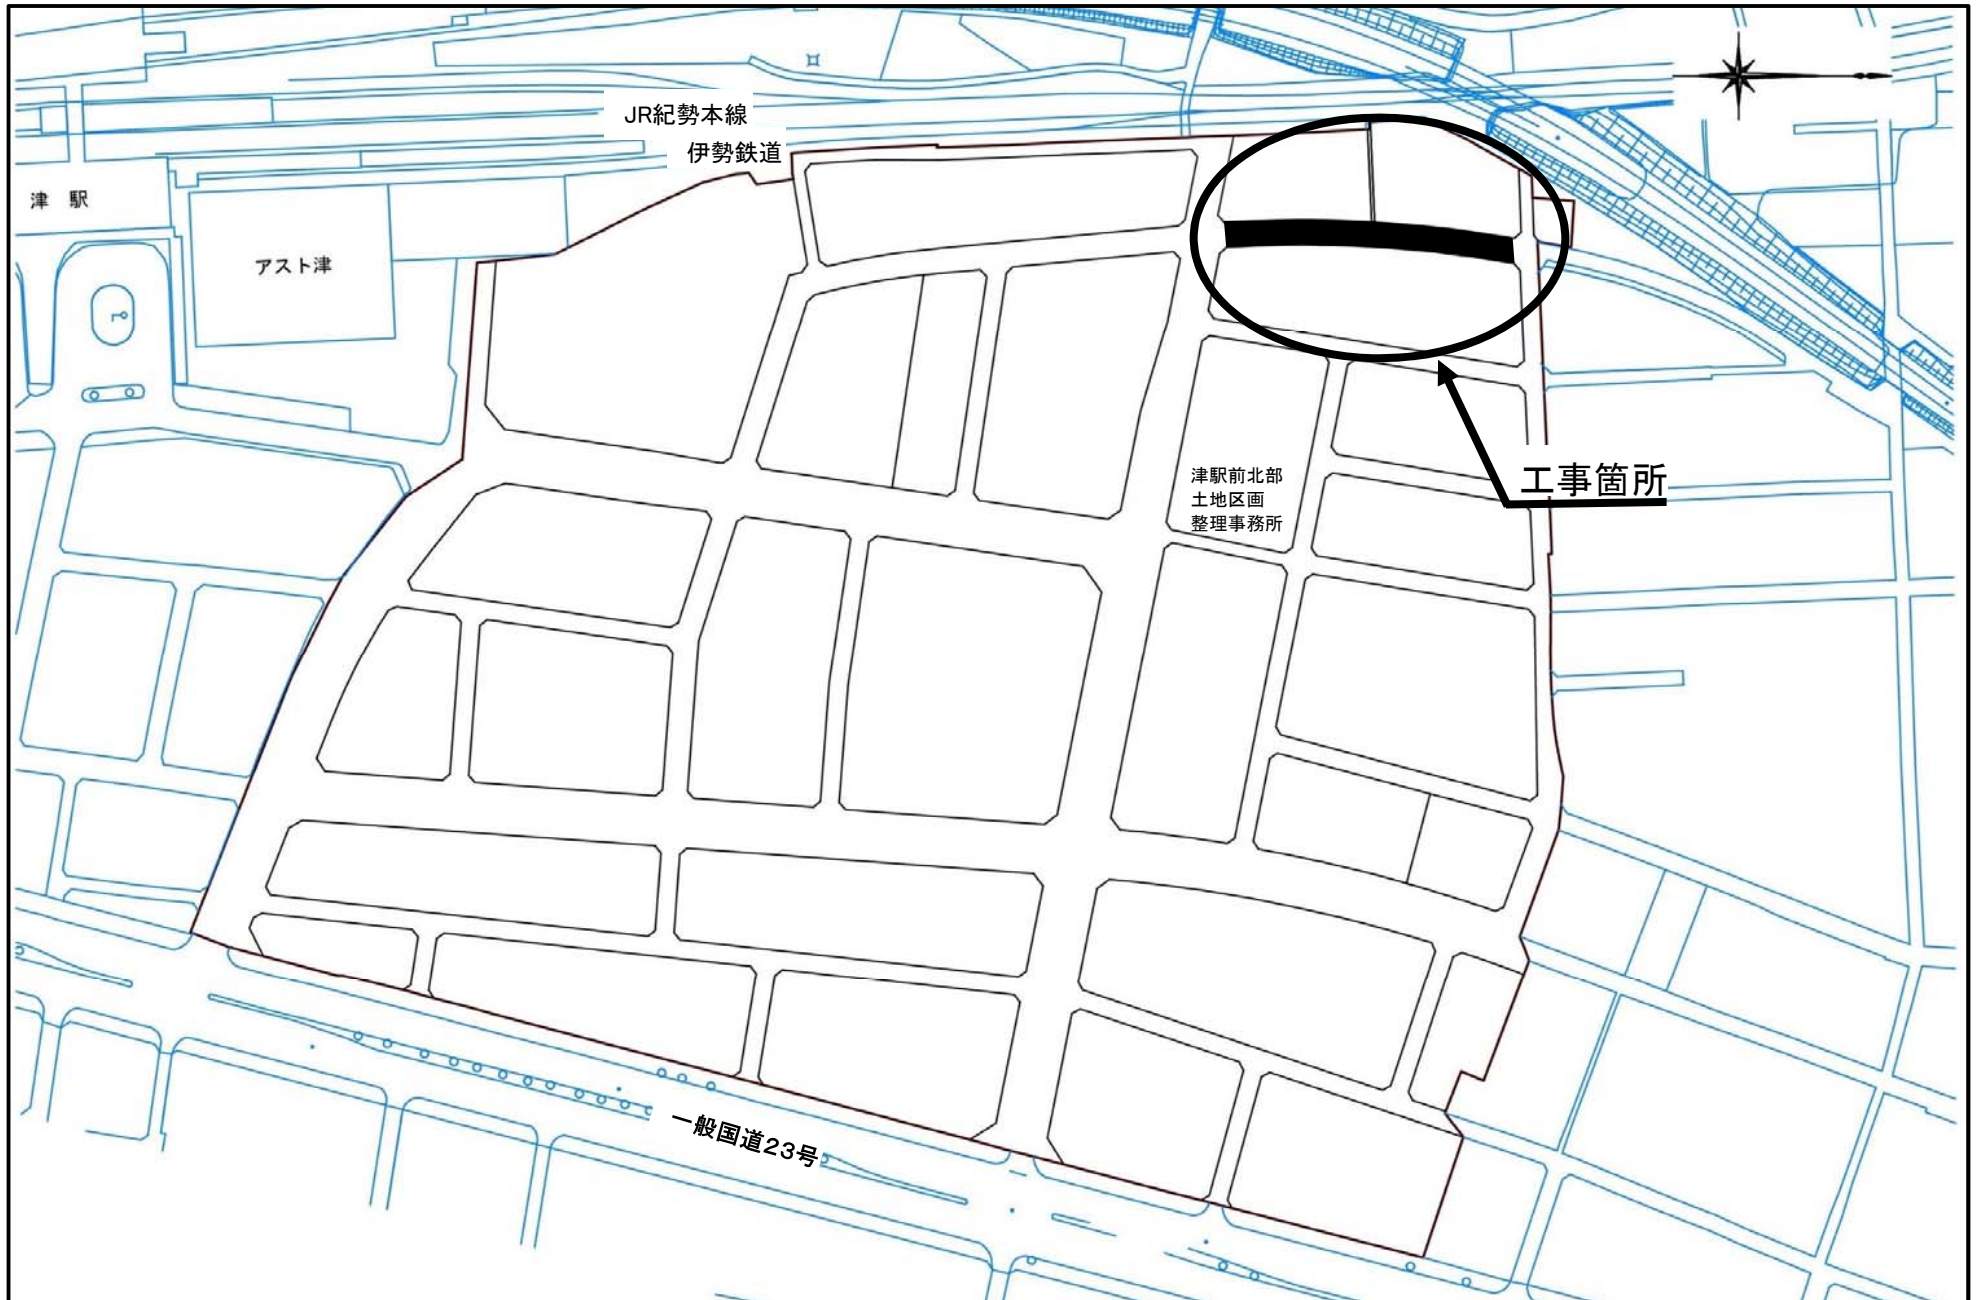 JR紀勢本線
伊勢鉄道
津 駅
アスト津
工事箇所
津駅前北部
土地区画
整理事務所
一般国道23号